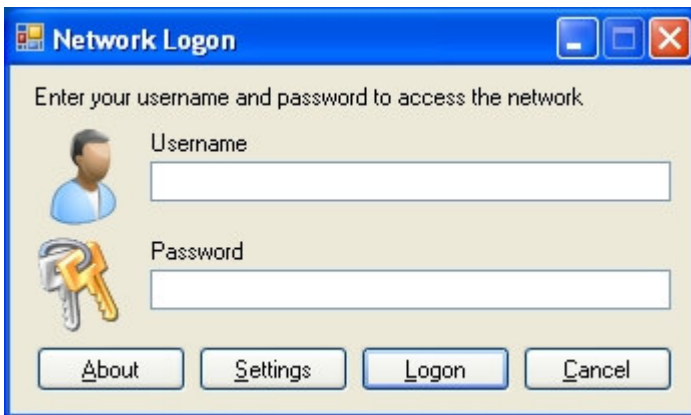 Network Logon
Enter your username and password to access the network
Username
Password
About Settings Logon Cancel